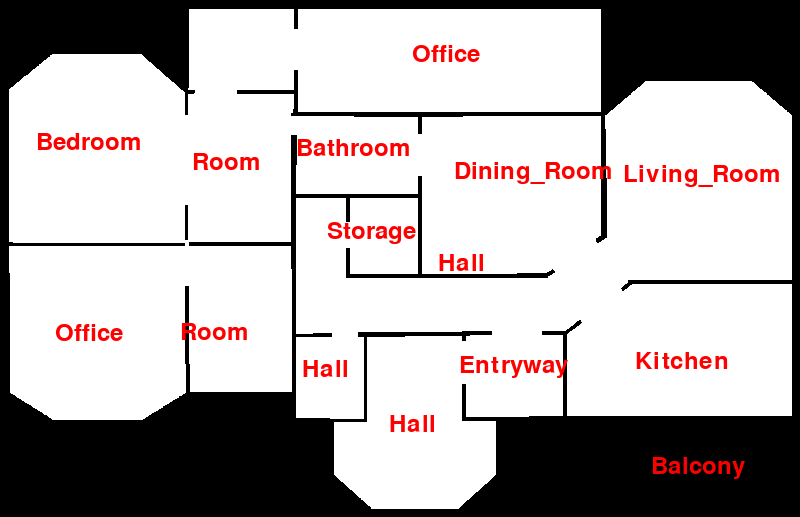 Office
Bedroom
Room
Bathroom
Dining_Room
Living_Room
Storage
Hall
Office
Room
Hall
Entryway
Kitchen
Hall
Balcony